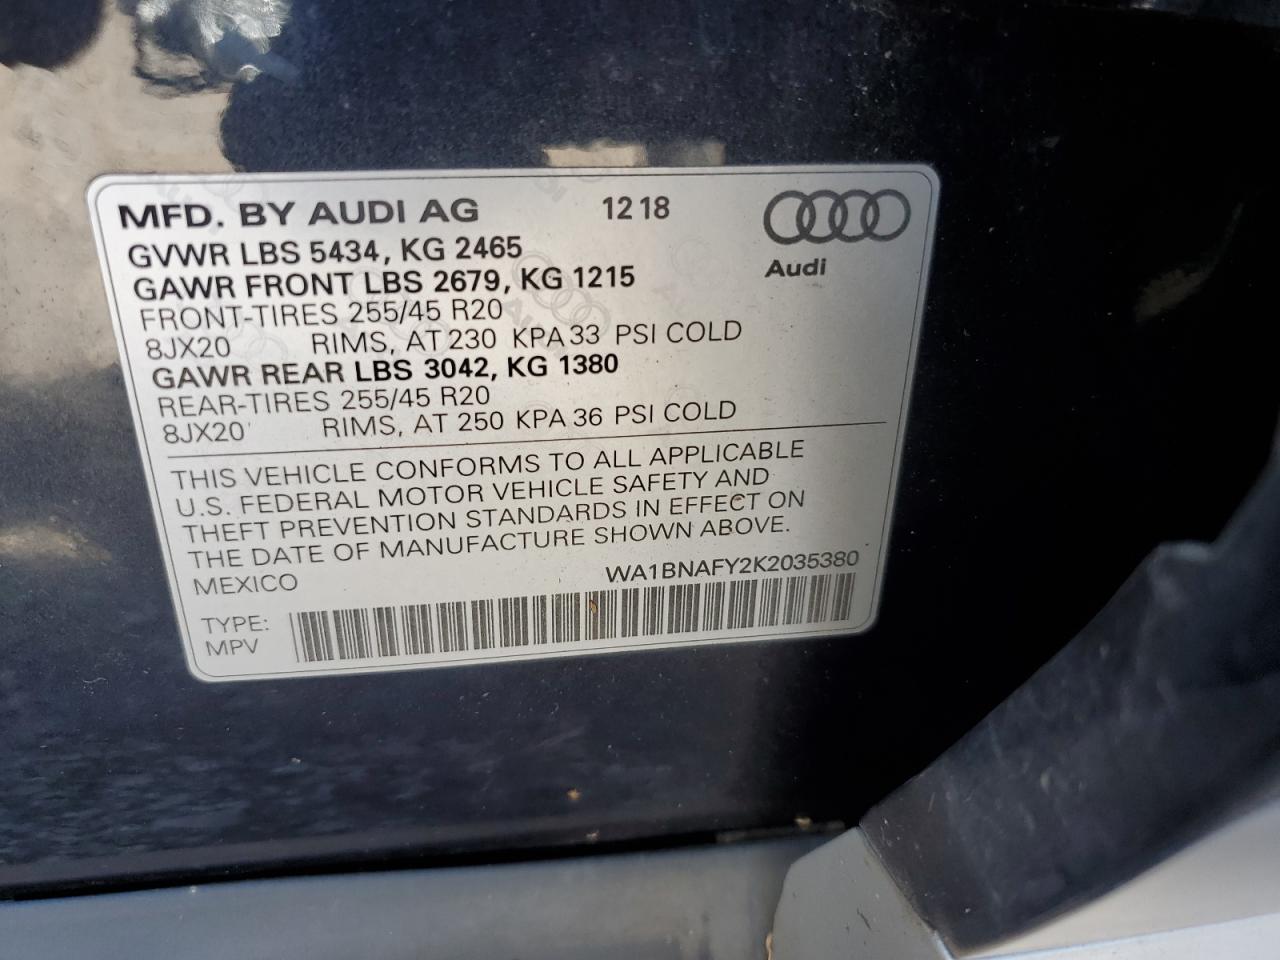 MFD. BY AUDI AG 12 18
GVWR LBS 5434, KG 2465
Audi
GAWR FRONT LBS 2679, KG 1215
FRONT-TIRES 255/45 R20
8JX20 RIMS, AT 230 KPA 33 PSI COLD
GAWR REAR LBS 3042, KG 1380
REAR-TIRES 255/45 R20
8JX20 RIMS, AT 250 KPA 36 PSI COLD
THIS VEHICLE CONFORMS TO ALL APPLICABLE
U.S. FEDERAL MOTOR VEHICLE SAFETY AND
THEFT PREVENTION STANDARDS IN EFFECT ON
THE DATE OF MANUFACTURE SHOWN ABOVE.
MEXICO WA1BNAFY2K2035380
TYPE:
MPV